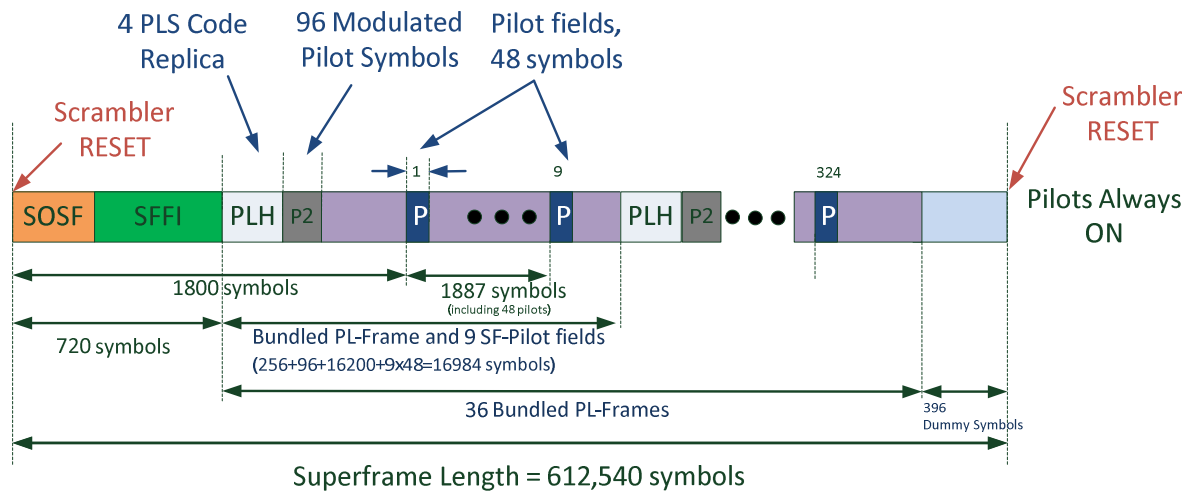 4 PLS Code
Replica
96 Modulated
Pilot Symbols
Pilot fields,
48 symbols
Scrambler
RESET
Scrambler
RESET
1
9
324
SOSF
SFFI
PLH
P2
P
P
PLH
P2
P
Pilots Always
ON
1800 symbols
1887 symbols
(including 48 pilots)
720 symbols
Bundled PL-Frame and 9 SF-Pilot fields
(256+96+16200+9x48=16984 symbols)
36 Bundled PL-Frames
396
Dummy Symbols
Superframe Length = 612,540 symbols